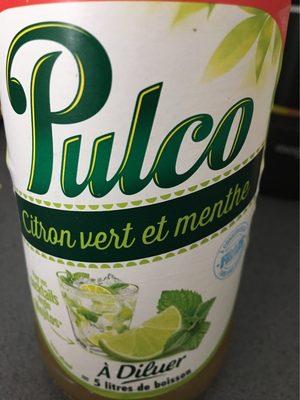 Pulco
Citron vert et menthe
À Diluer
= 5 litres de boisson